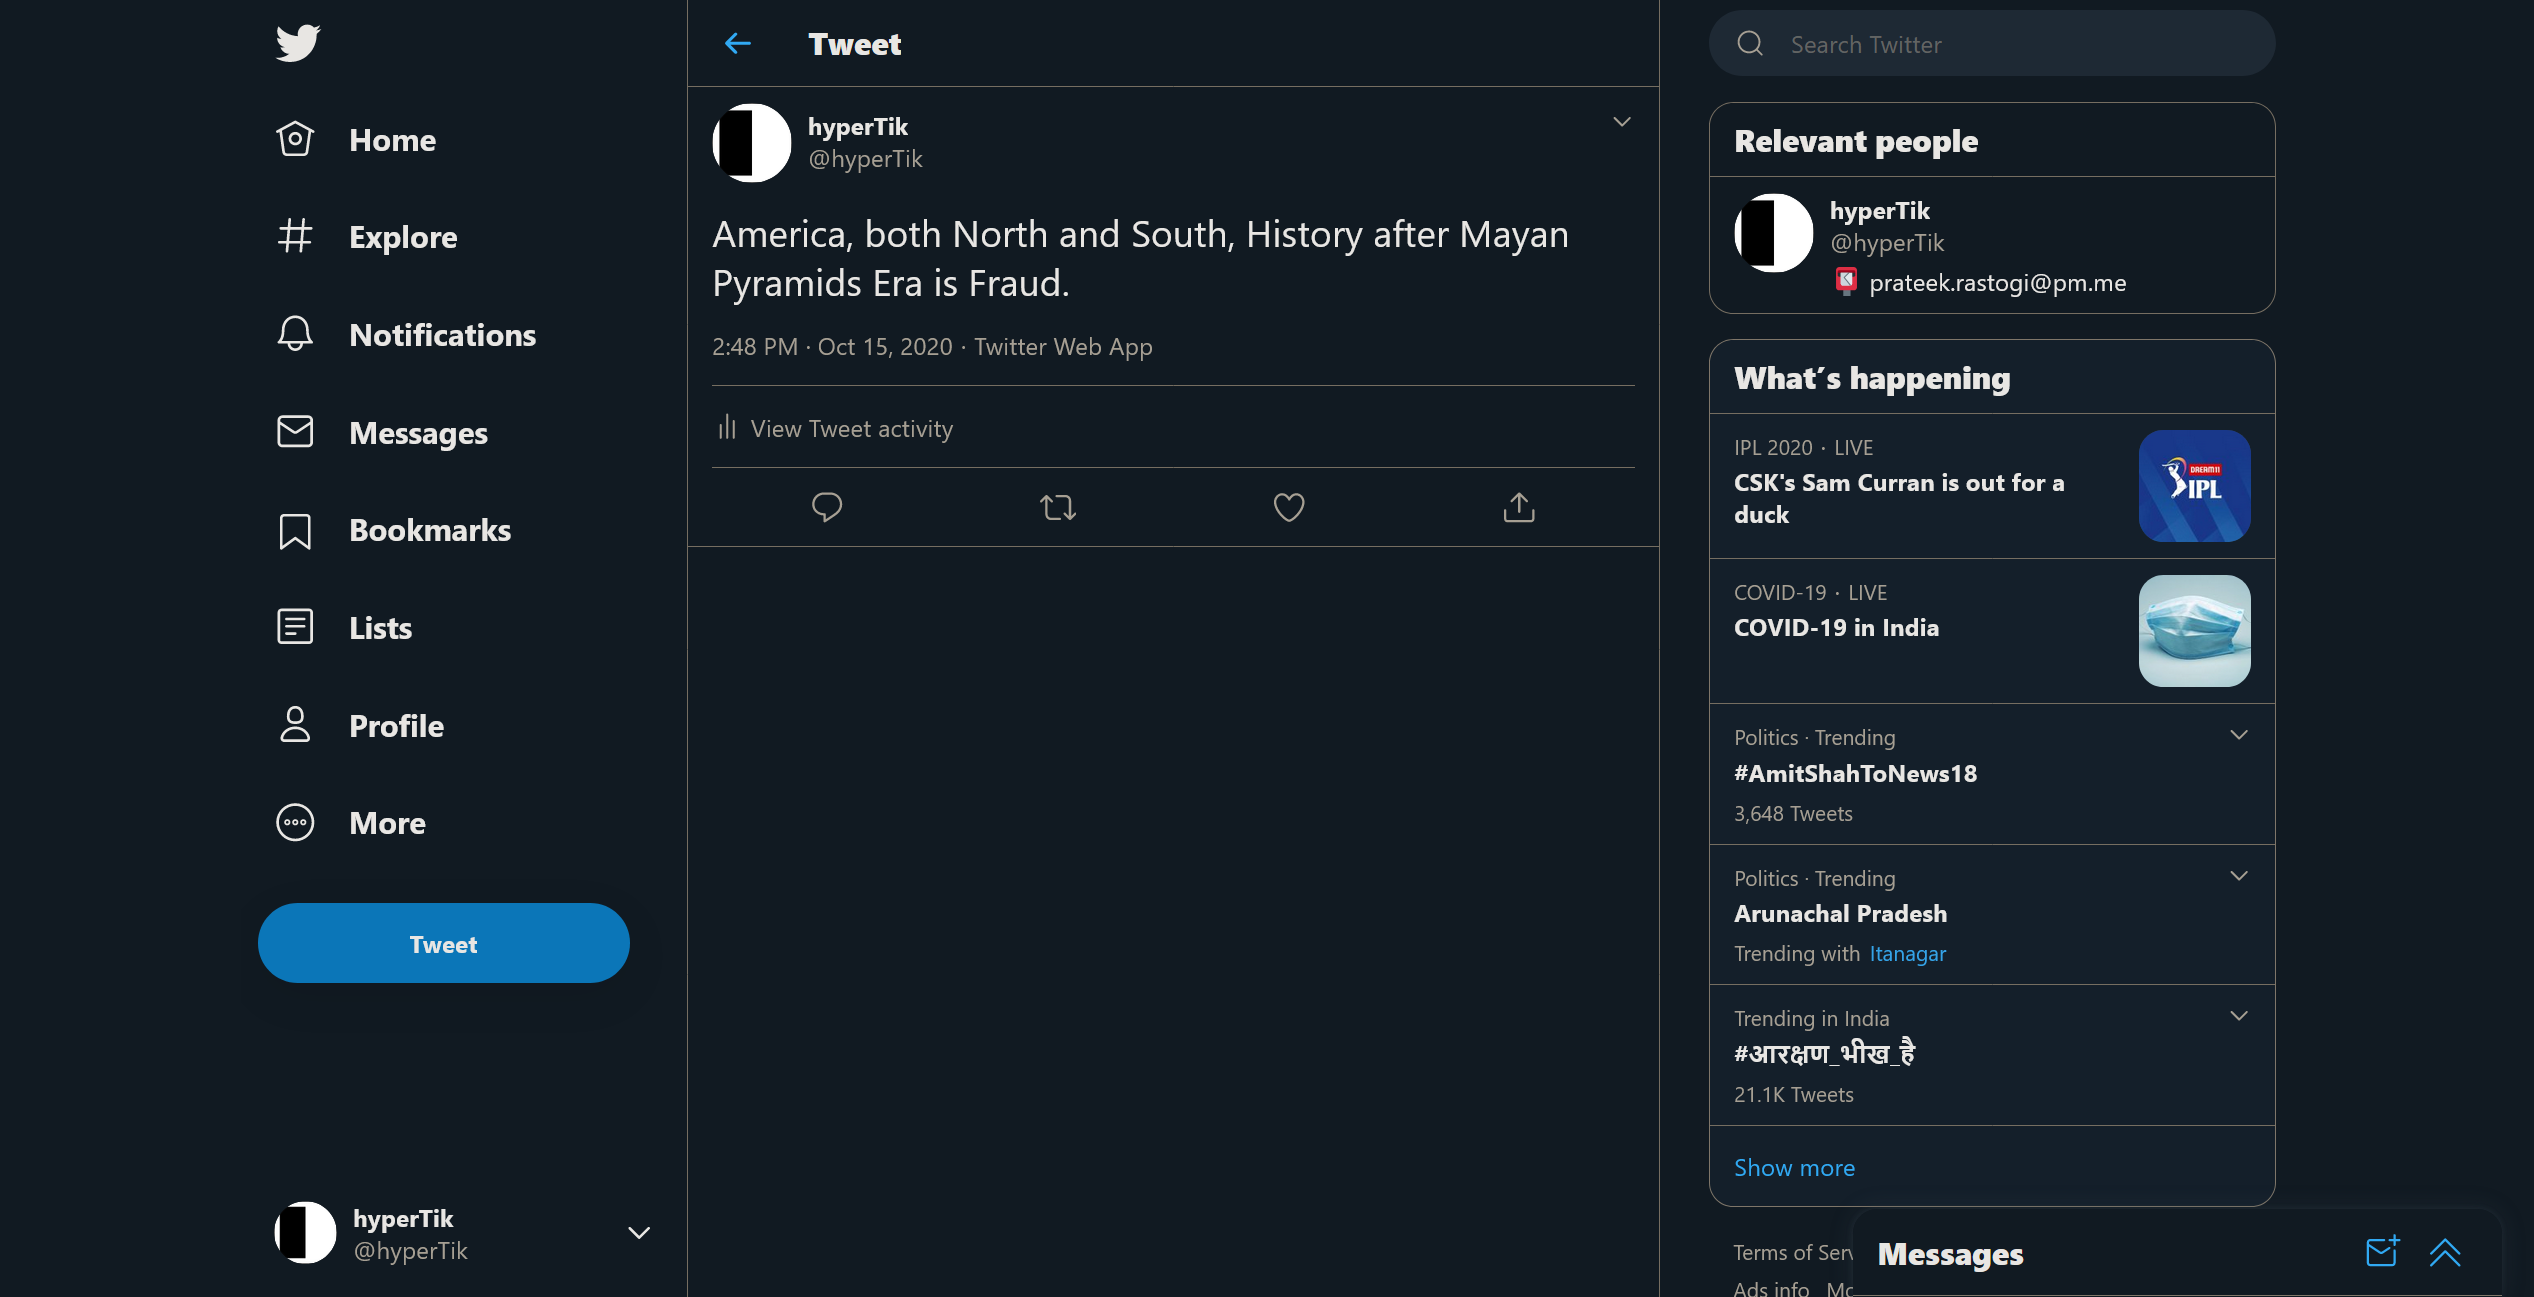 Home
Explore
Notifications
Messages
Bookmarks
Lists
Profile
More
Tweet
hyperTik
@hyperTik
Tweet
hyperTik
@hyperTik
America, both North and South, History after Mayan
Pyramids Era is Fraud.
2:48 PM · Oct 15, 2020 · Twitter Web App
View Tweet activity
Search Twitter
Relevant people
hyperTik
@hyperTik
prateek.rastogi@pm.me
What's happening
IPL 2020 · LIVE
CSK's Sam Curran is out for a
duck
DREAM11
IPL
COVID-19 · LIVE
COVID-19 in India
Politics · Trending
#AmitShahToNews18
3,648 Tweets
Politics · Trending
Arunachal Pradesh
Trending with Itanagar
Trending in India
#आरक्षण_भीख_है
21.1K Tweets
Show more
Terms of
Ads info
Messages